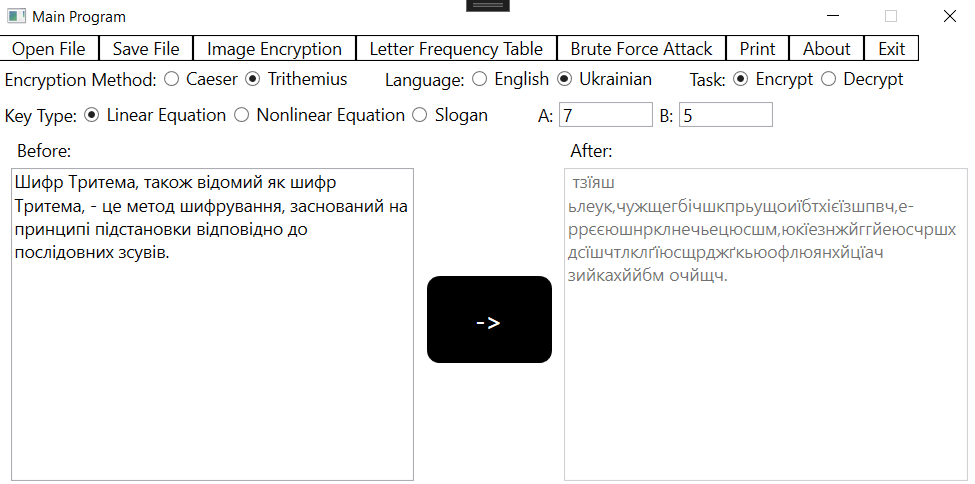 Main Program
Open File Save File Image Encryption Letter Frequency Table Brute Force Attack Print About Exit
Encryption Method: Caeser Trithemius Language: English Ukrainian Task: Encrypt Decrypt
Key Type: Linear Equation Nonlinear Equation Slogan A: 7 B: 5
Before:
Шифр Тритема, також відомий як шифр
Тритема, - це метод шифрування, заснований на
принципі підстановки відповідно до
послідовних зсувів.
->
After:
тзїяш
ьлеук,чужщегбічшкпрьущоиїбтхієїзшпвч,е-
ррєєюшнрклнечьецюсшм,юкїезнжйггйеюсчршх
дсїшчтлклґїюсщрджґкьюофлюянхйцїач
зийкахййбм очйщч.